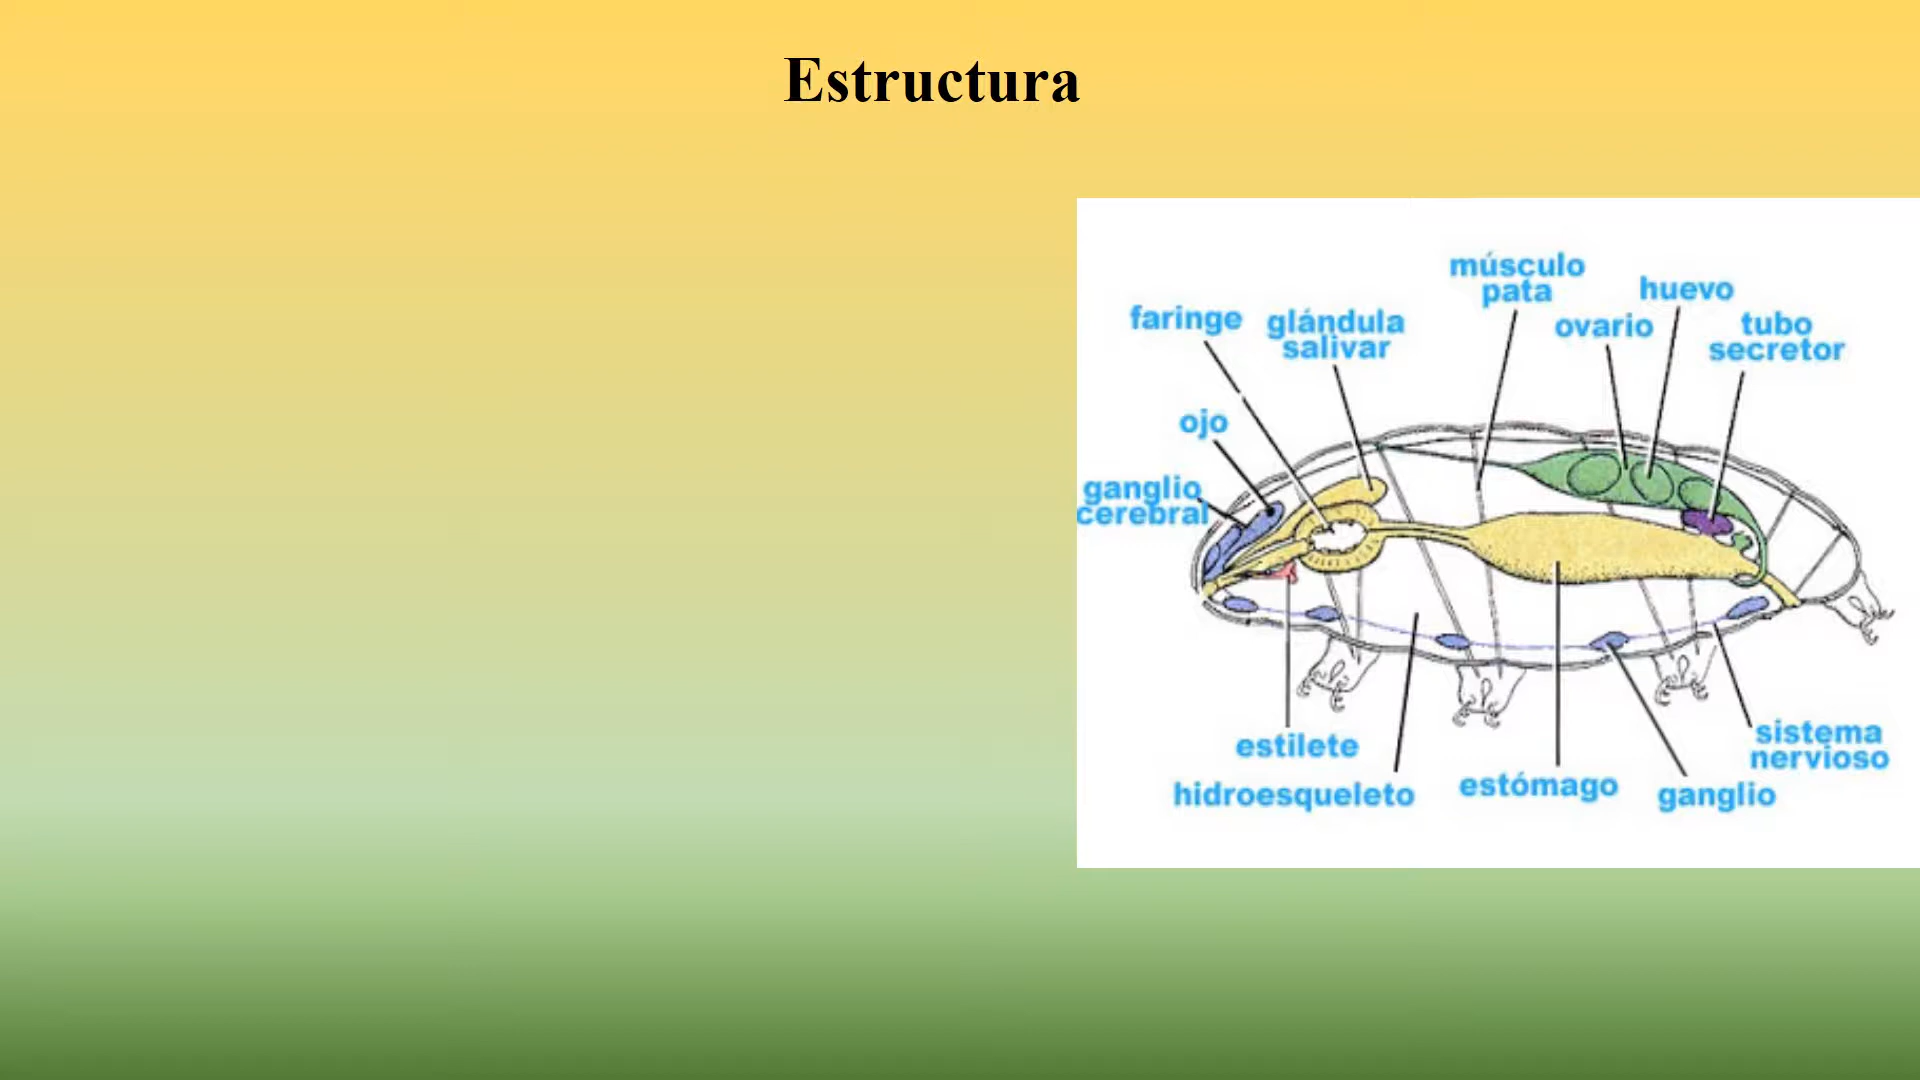 Estructura
músculo
pata
huevo
faringe
glándula
salivar
ovario
tubo
secretor
ojo
ganglio
cerebral
estilete
hidroesqueleto
estómago
ganglio
sistema
nervioso